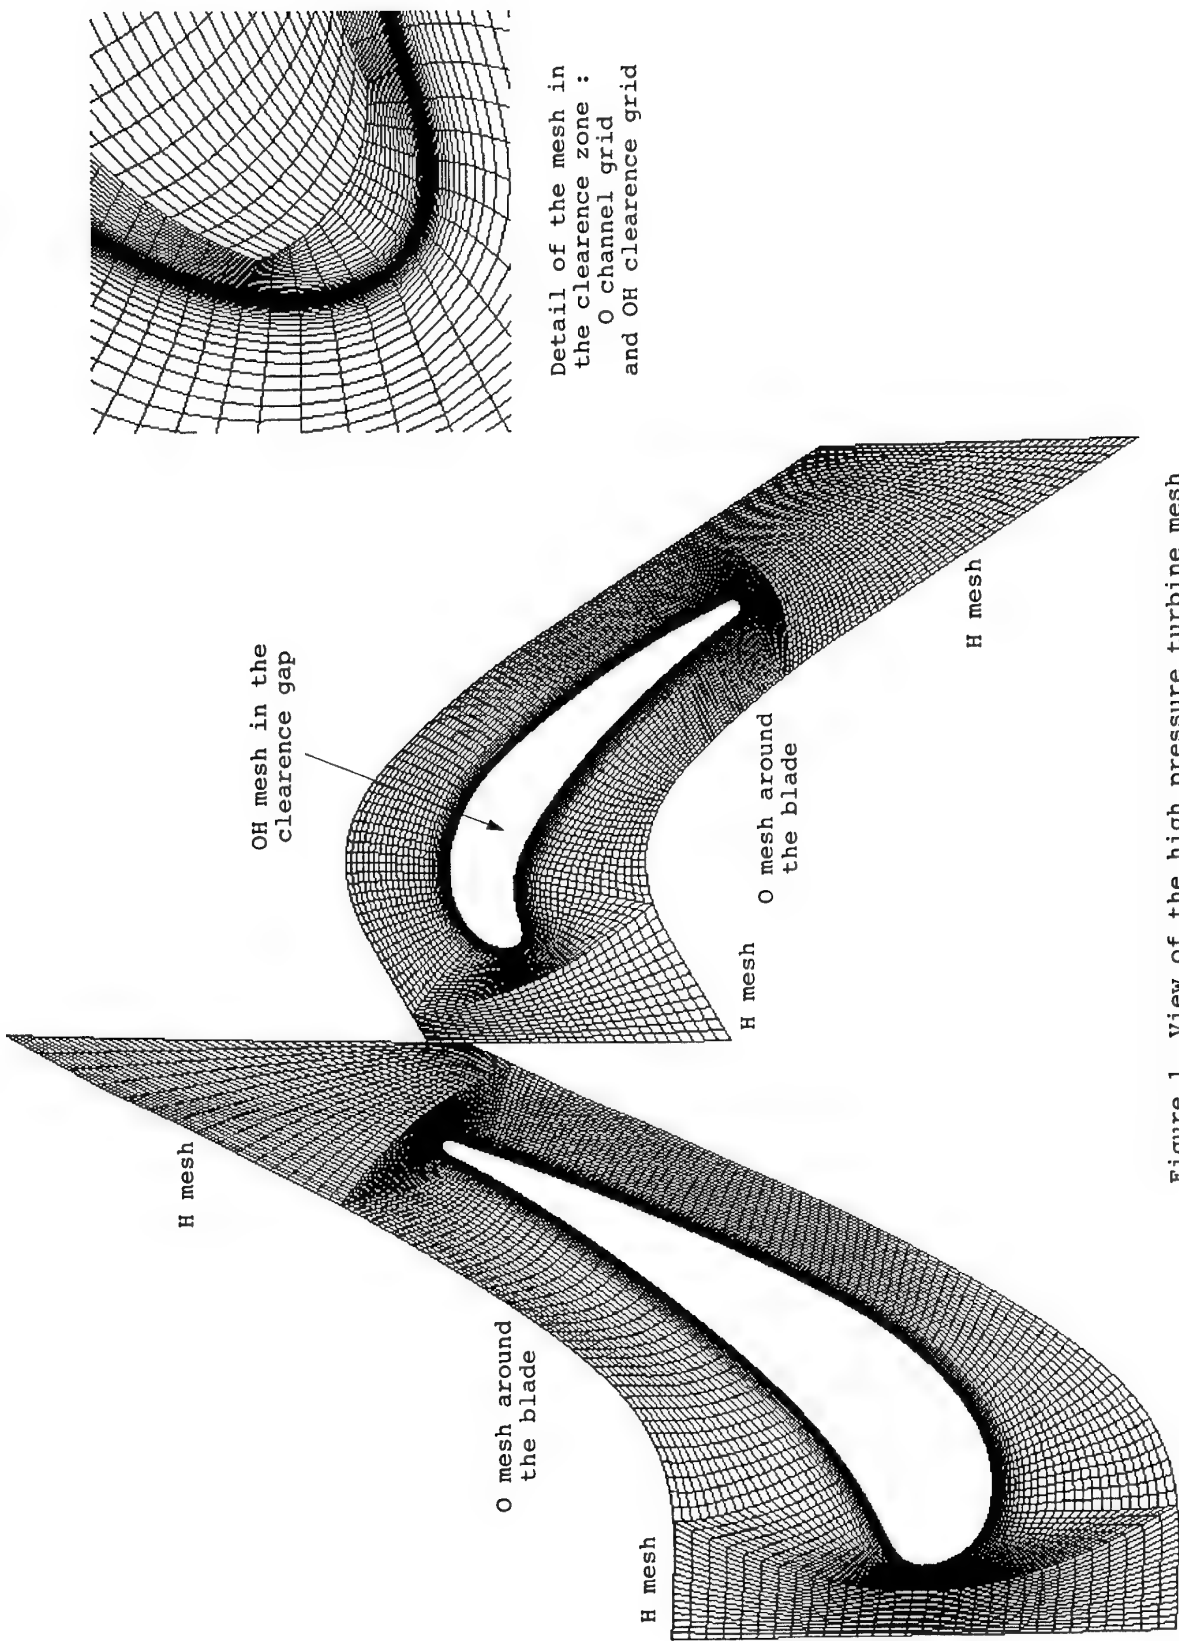 Detail of the mesh in
the clearence zone :
O channel grid
and OH clearence grid
OH mesh in the
clearence gap
H mesh
O mesh around
the blade
H mesh
H mesh
O mesh around
the blade
H mesh
Figure 1. View of the high pressure turbine mesh